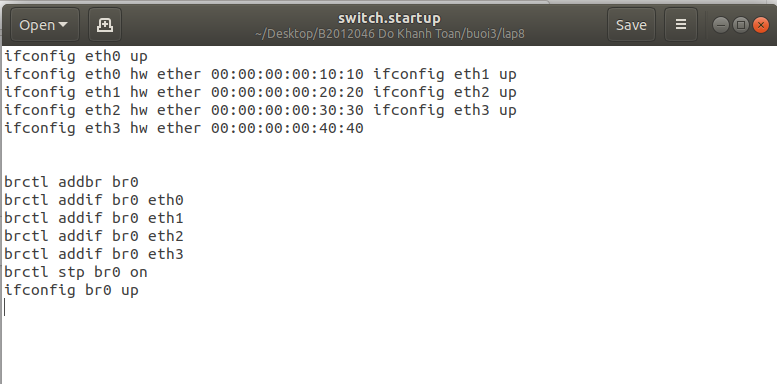 Open
switch.startup
~/Desktop/B2012046 Do Khanh Toan/buoi3/lap8
Save
ifconfig eth0 up
ifconfig eth0 hw ether 00:00:00:00:10:10 ifconfig eth1 up
ifconfig eth1 hw ether 00:00:00:00:20:20 ifconfig eth2 up
ifconfig eth2 hw ether 00:00:00:00:30:30 ifconfig eth3 up
ifconfig eth3 hw ether 00:00:00:00:40:40
brctl addbr br0
brctl addif br0 eth0
brctl addif br0 eth1
brctl addif br0 eth2
brctl addif br0 eth3
brctl stp br0 on
ifconfig br0 up